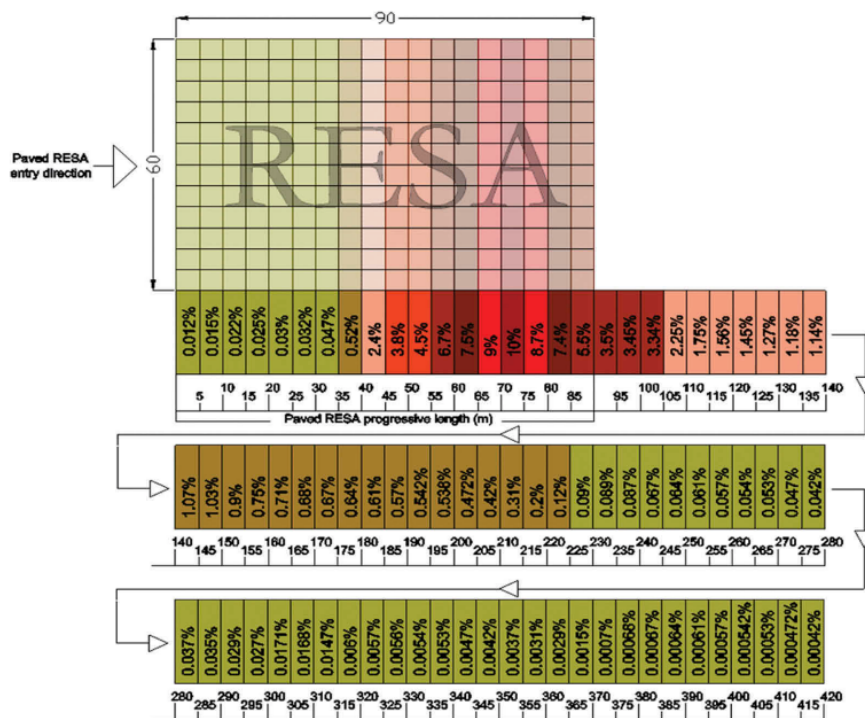 90
60
Paved RESA
entry direction
RESA
0.012% 0.015% 0.022% 0.025% 0.03% 0.032% 0.047% 0.52% 2.4% 3.8% 4.5% 6.7% 7.5% 9% 10% 8.7% 7.4% 5.5% 3.5% 3.45% 3.34% 2.25% 1.75% 1.56% 1.45% 1.27% 1.18% 1.14%
5 10 15 20 25 30 35 40 45 50 55 60 65 70 75 80 85 95 100 105 110 115 120 125 130 135 140
Paved RESA progressive length (m)
1.07% 1.03% 0.9% 0.75% 0.71% 0.68% 0.67% 0.64% 0.61% 0.57% 0.542% 0.538% 0.472% 0.42% 0.31% 0.2% 0.12% 0.09% 0.089% 0.087% 0.067% 0.064% 0.061% 0.057% 0.054% 0.053% 0.047% 0.042%
140 145 150 155 160 165 170 175 180 185 190 195 200 205 210 215 220 225 230 235 240 245 250 255 260 265 270 275 280
0.037% 0.035% 0.029% 0.027% 0.0171% 0.0168% 0.0147% 0.006% 0.0057% 0.0056% 0.0054% 0.0053% 0.0047% 0.0042% 0.0037% 0.0031% 0.0029% 0.0015% 0.0007% 0.00068% 0.00067% 0.00064% 0.00061% 0.00057% 0.000542% 0.00053% 0.000472% 0.00042%
280 285 290 295 300 305 310 315 320 325 330 335 340 345 350 355 360 365 370 375 380 385 390 395 400 405 410 415 420